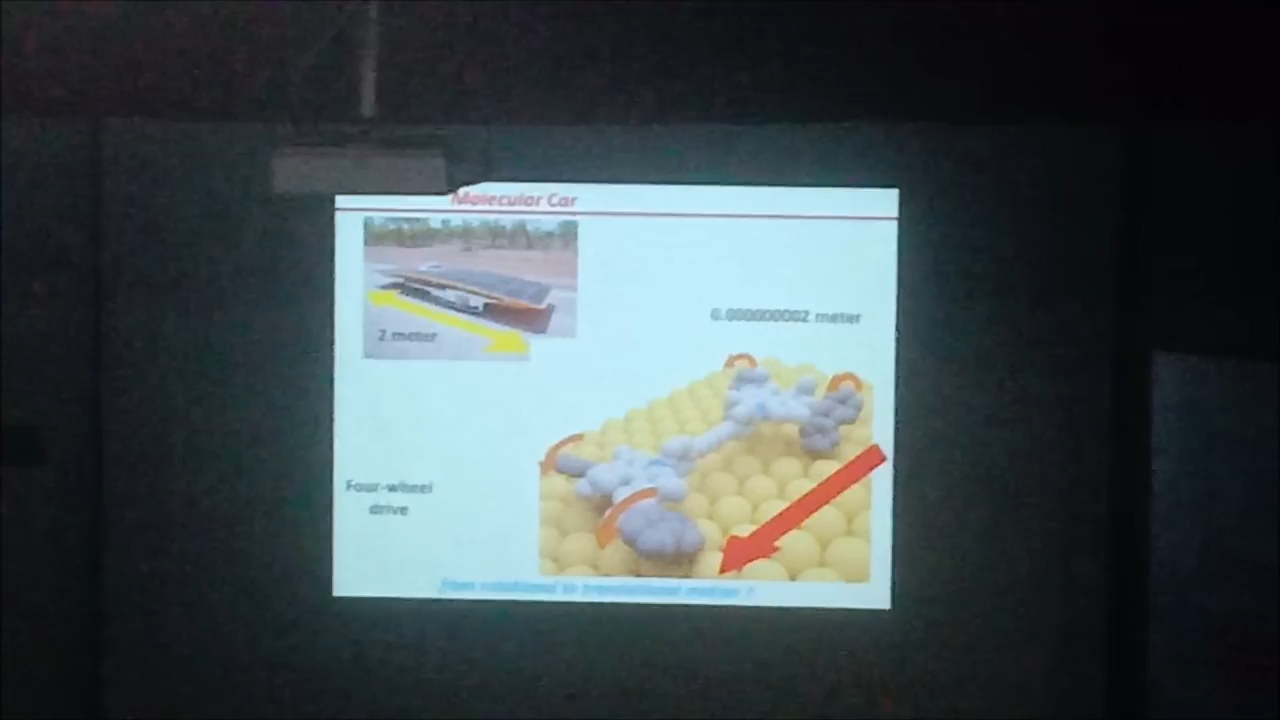 Molecular Car
0.000000002 meter
2 meter
Four-wheel
drive
From rotational to translational motion ?